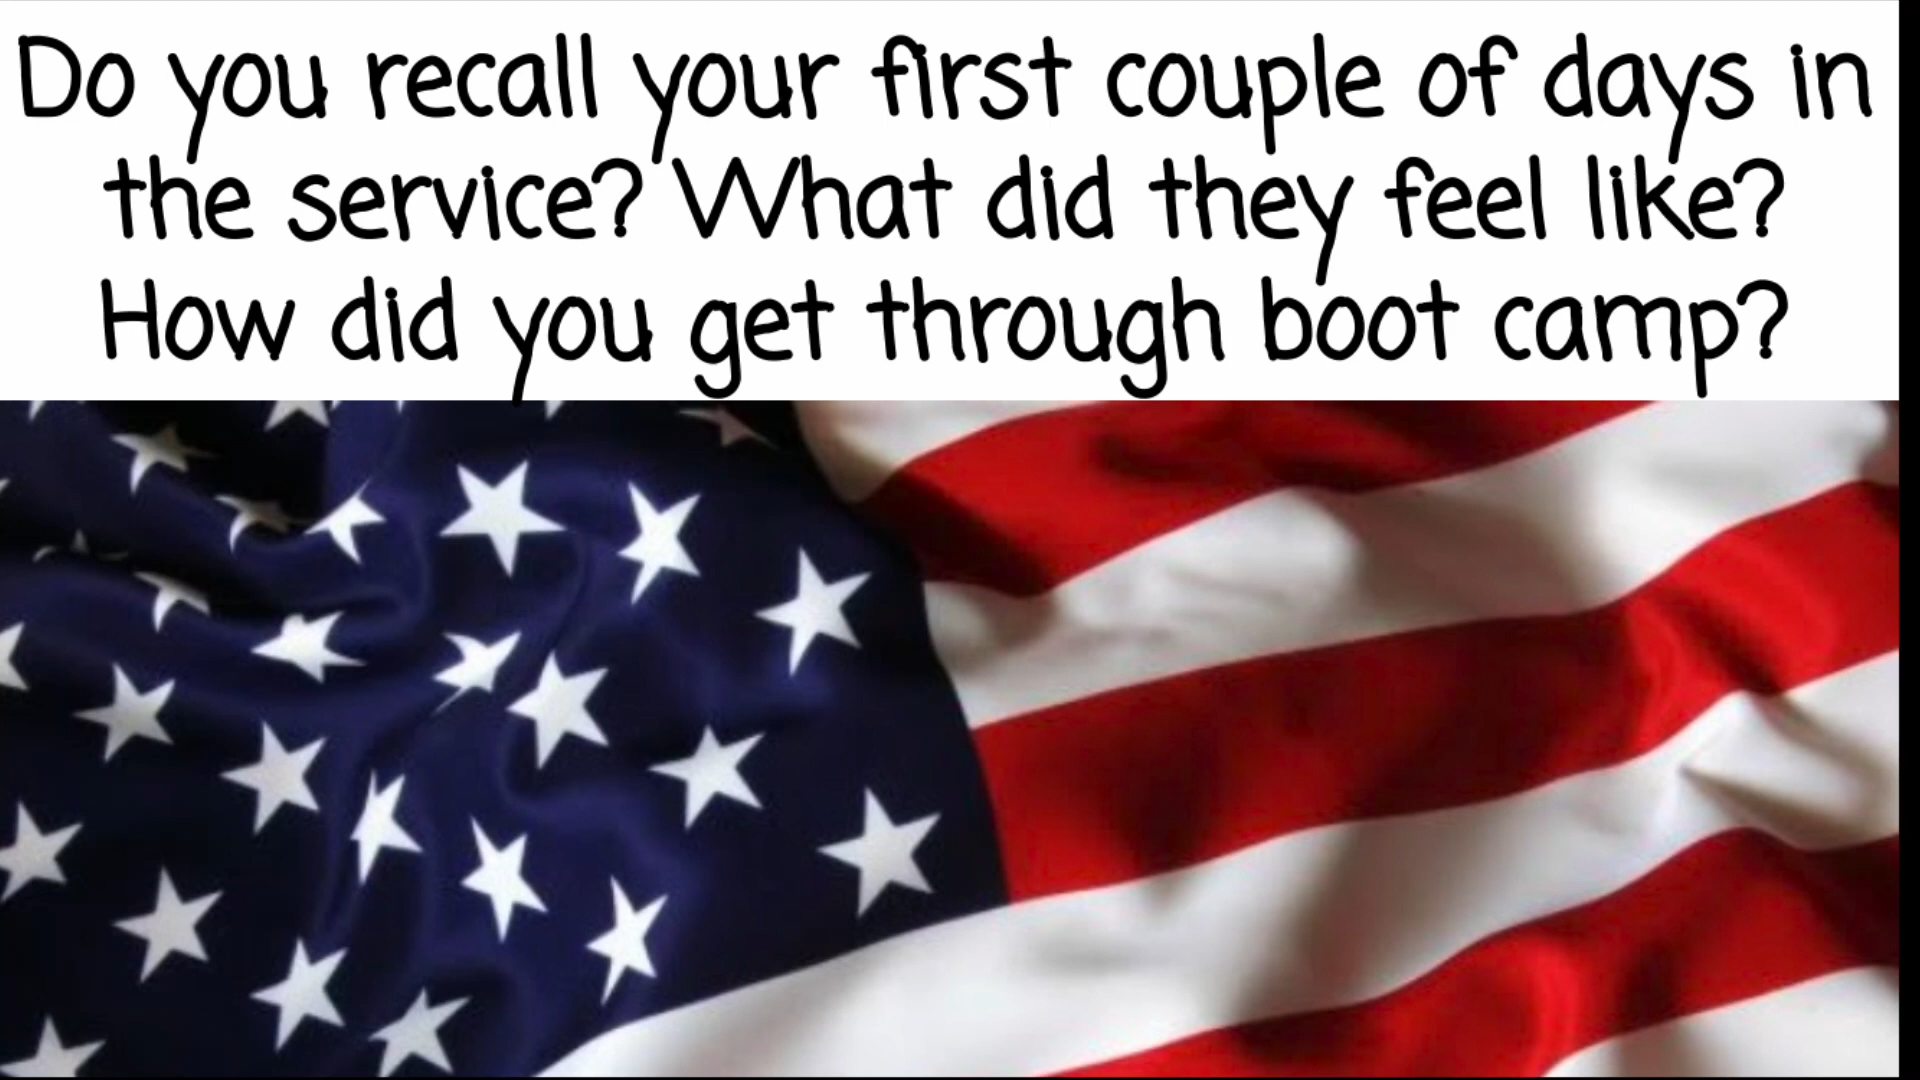 Do you recall your first couple of days in
the service? What did they feel like?
How did you get through boot camp?